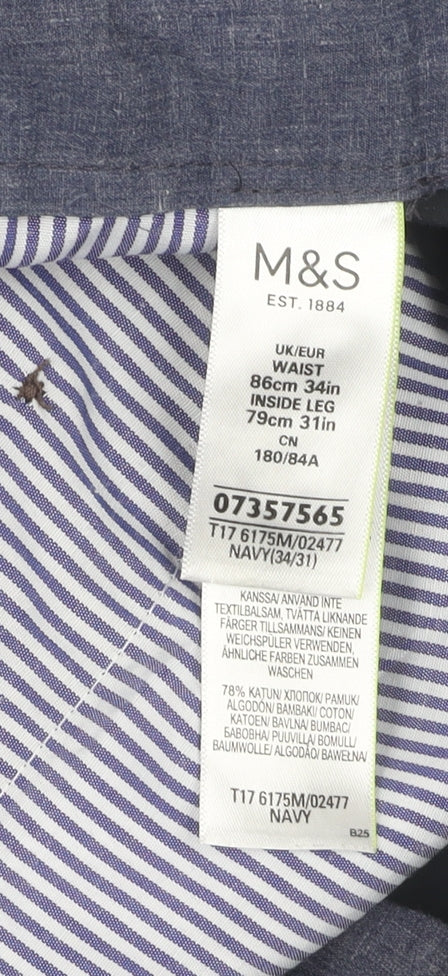 M&S
EST. 1884
UK/EUR
WAIST
86cm 34in
INSIDE LEG
79cm 31in
CN
180/84A
07357565
T17 6175M/02477
NAVY(34/31)
KANSSA/ ANVÄND INTE
TEXTILBALSAM, TVÄTTA LIKNANDE
FÄRGER TILLSAMMANS/ KEINEN
WEICHSPÜLER VERWENDEN,
ÄHNLICHE FARBEN ZUSAMMEN
WASCHEN
78% KATUN/ ХЛОПОК/ PAMUK/
ALGODÓN/ BAMBAKI/ COTON/
KATOEN/ BAVLNA/ BUMBAC/
БАВОВНА/ PUUVILLA/ BOMULL/
BAUMWOLLE/ ALGODÃO/ BAWEŁNA/
T17 6175M/02477
NAVY
B25